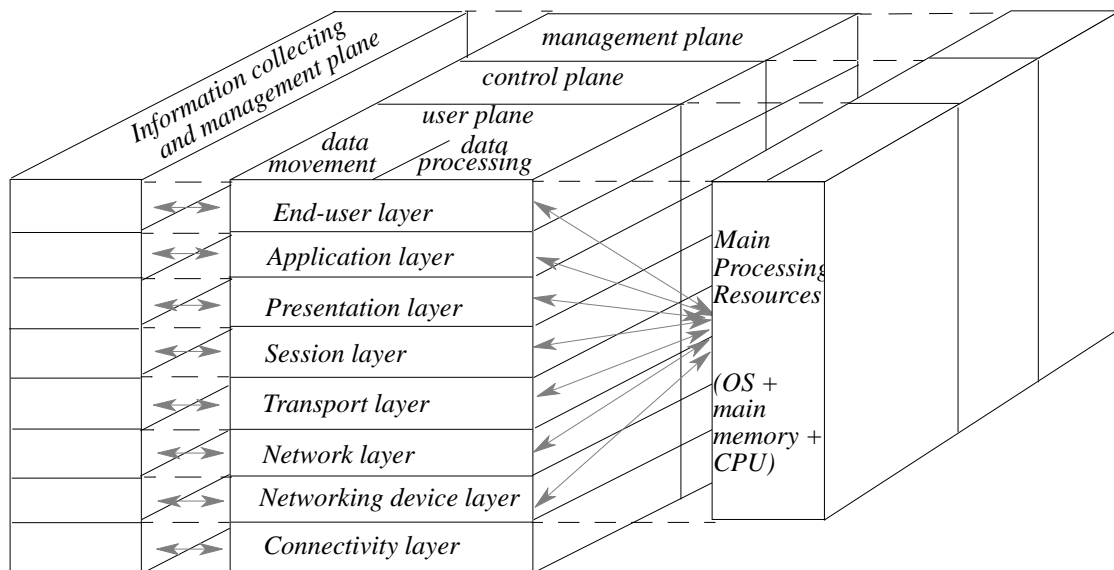 Information collecting
and management plane
management plane
control plane
user plane
data
movement
data
processing
End-user layer
Application layer
Presentation layer
Session layer
Transport layer
Network layer
Networking device layer
Connectivity layer
Main
Processing
Resources
(OS +
main
memory +
CPU)